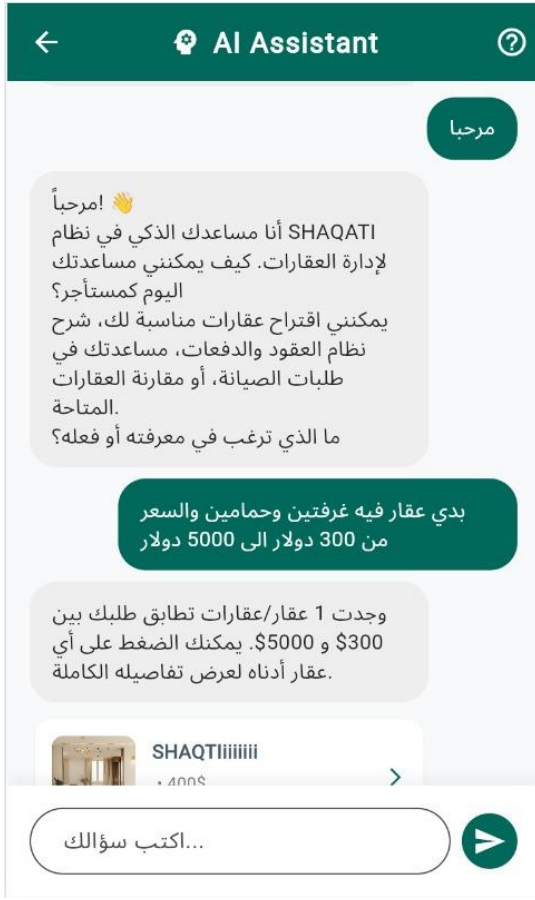 AI Assistant
مرحبا
مرحباً! 👋
أنا مساعدك الذكي في نظام SHAQATI
لإدارة العقارات. كيف يمكنني مساعدتك
اليوم كمستأجر؟
يمكنني اقتراح عقارات مناسبة لك، شرح
نظام العقود والدفعات، مساعدتك في
طلبات الصيانة، أو مقارنة العقارات
المتاحة.
ما الذي ترغب في معرفته أو فعله؟
بدي عقار فيه غرفتين وحمامين والسعر
من 300 دولار الى 5000 دولار
وجدت 1 عقار/عقارات تطابق طلبك بين
$300 و $5000. يمكنك الضغط على أي
عقار أدناه لعرض تفاصيله الكاملة.
SHAQTIiiiiiii
• 400$
اكتب سؤالك...